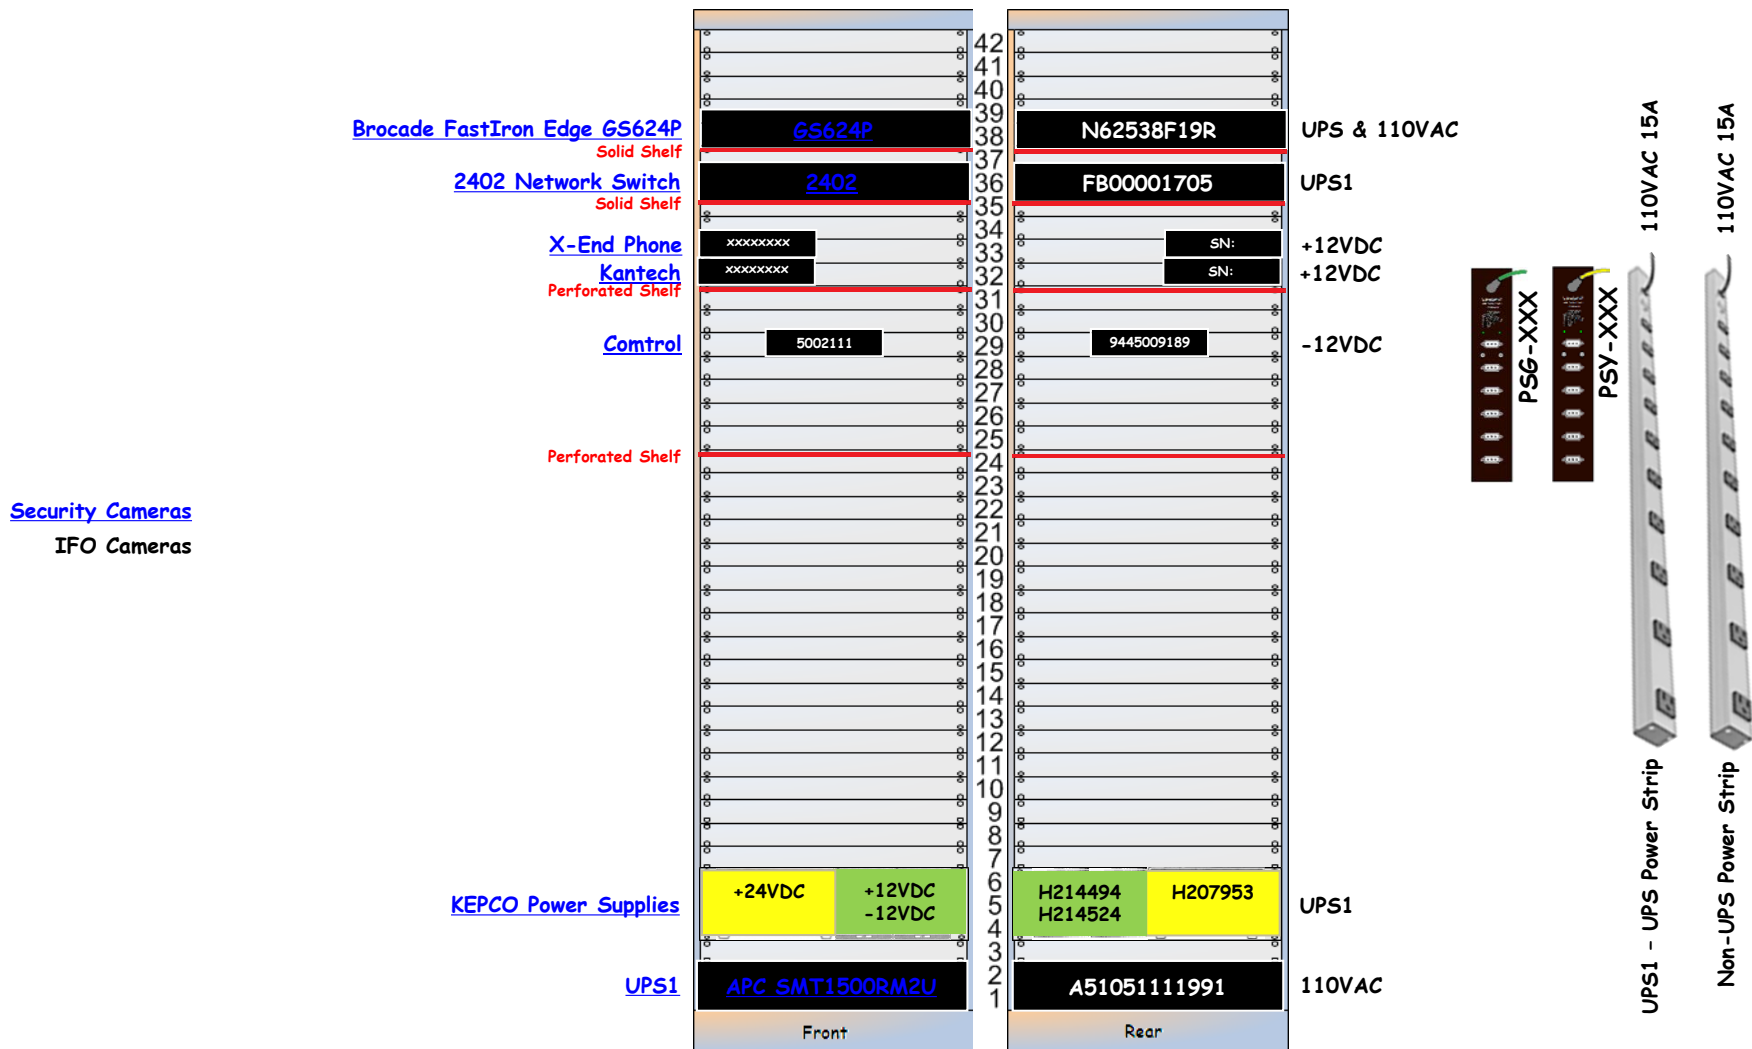 42
41
40
39
38
37
36
35
34
33
32
31
30
29
28
27
26
25
24
23
22
21
20
19
18
17
16
15
14
13
12
11
10
9
8
7
6
5
4
3
2
1
Brocade FastIron Edge GS624P
GS624P
N62538F19R
UPS & 110VAC
Solid Shelf
2402 Network Switch
2402
FB00001705
UPS1
Solid Shelf
X-End Phone
xxxxxxxx
SN:
+12VDC
Kantech
xxxxxxxx
SN:
+12VDC
Perforated Shelf
Comtrol
5002111
9445009189
-12VDC
Perforated Shelf
Security Cameras
IFO Cameras
KEPCO Power Supplies
+24VDC
+12VDC
-12VDC
H214494
H214524
H207953
UPS1
UPS1
APC SMT1500RM2U
A51051111991
110VAC
Front
Rear
PSG-XXX
PSY-XXX
110VAC 15A
110VAC 15A
UPS1 - UPS Power Strip
Non-UPS Power Strip